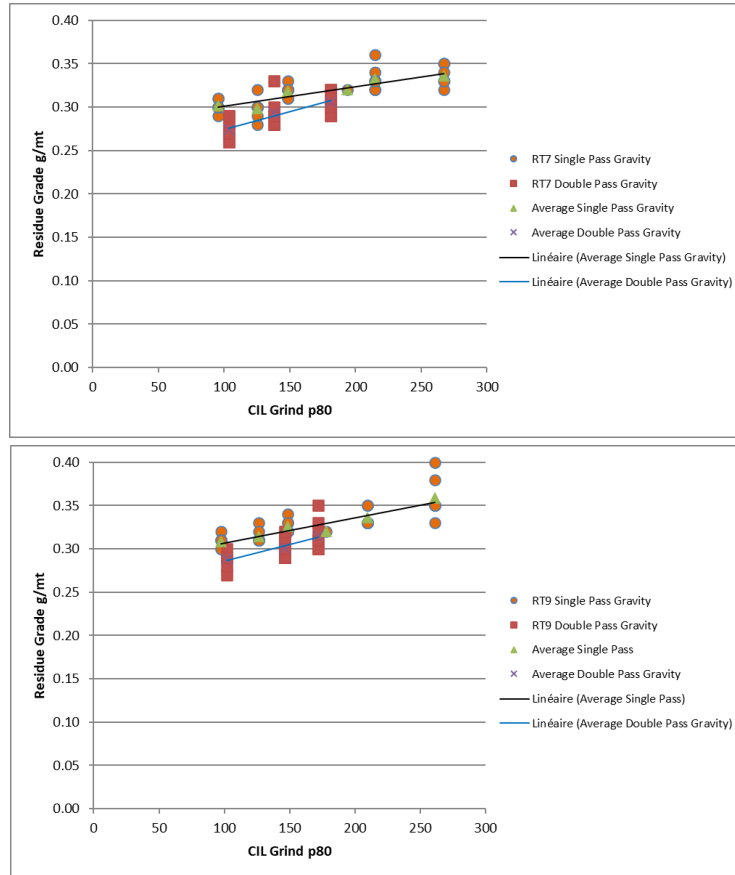 0.40
0.35
0.30
0.25
0.20
0.15
0.10
0.05
0.00
Residue Grade g/mt
0
50
100
150
200
250
300
CIL Grind p80
RT7 Single Pass Gravity
RT7 Double Pass Gravity
Average Single Pass Gravity
Average Double Pass Gravity
Linéaire (Average Single Pass Gravity)
Linéaire (Average Double Pass Gravity)
0.40
0.35
0.30
0.25
0.20
0.15
0.10
0.05
0.00
Residue Grade g/mt
0
50
100
150
200
250
300
CIL Grind p80
RT9 Single Pass Gravity
RT9 Double Pass Gravity
Average Single Pass
Average Double Pass Gravity
Linéaire (Average Single Pass)
Linéaire (Average Double Pass Gravity)